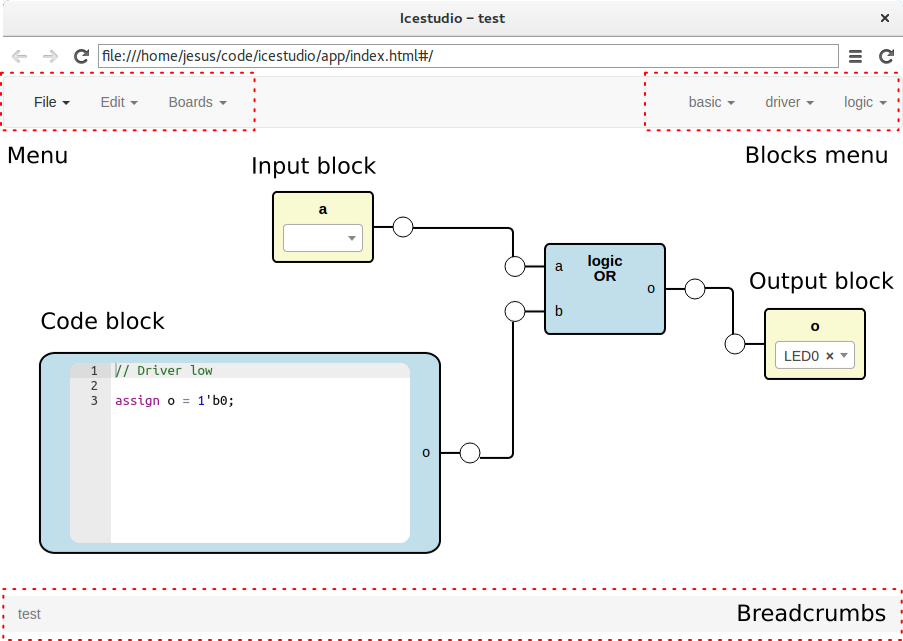 Icestudio – test
file:///home/jesus/code/icestudio/app/index.html#/
File Edit Boards basic driver logic
Menu
Blocks menu
Input block
a
a
logic
OR
o
b
Output block
o
LED0 ×
Code block
1 // Driver low
2
3 assign o = 1'b0;
o
test
Breadcrumbs